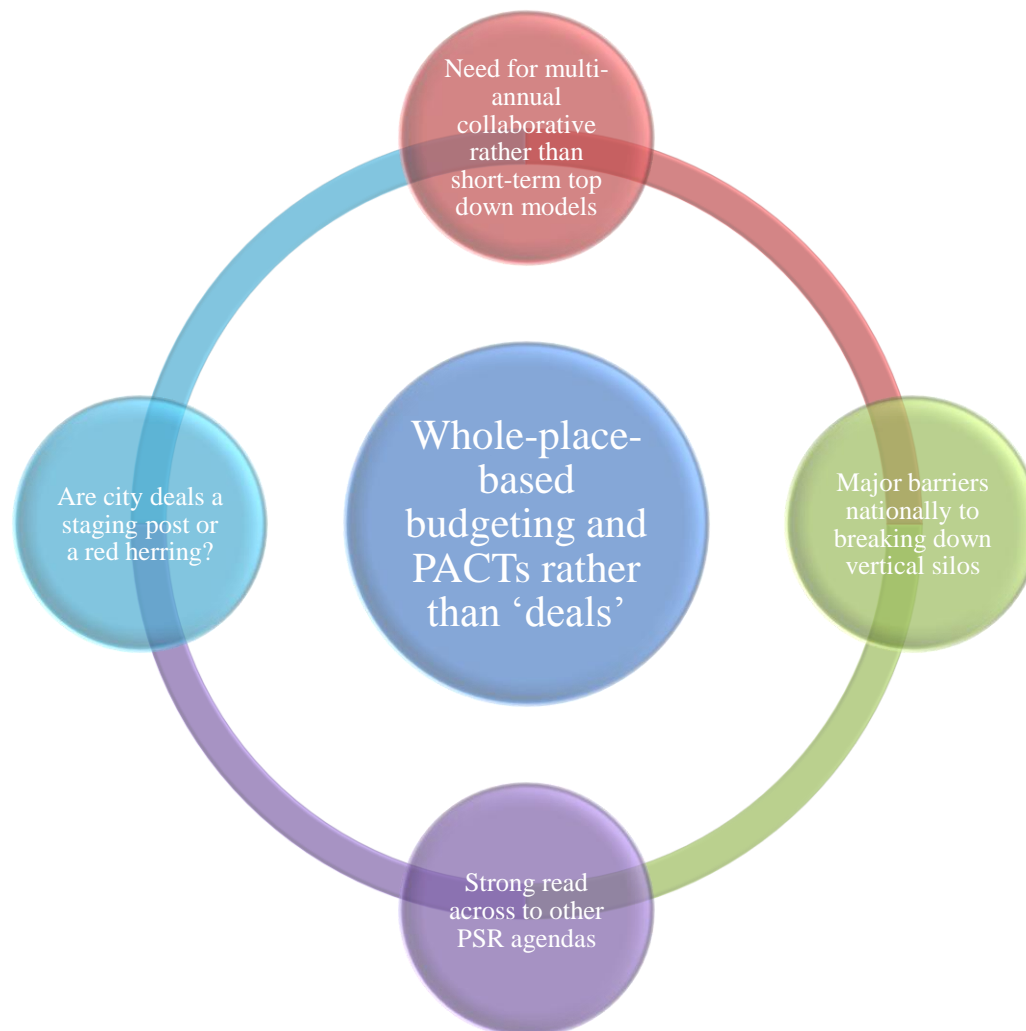 Need for multi-
annual
collaborative
rather than
short-term top
down models
Whole-place-
based
budgeting and
PACTs rather
than ‘deals’
Major barriers
nationally to
breaking down
vertical silos
Strong read
across to other
PSR agendas
Are city deals a
staging post or
a red herring?